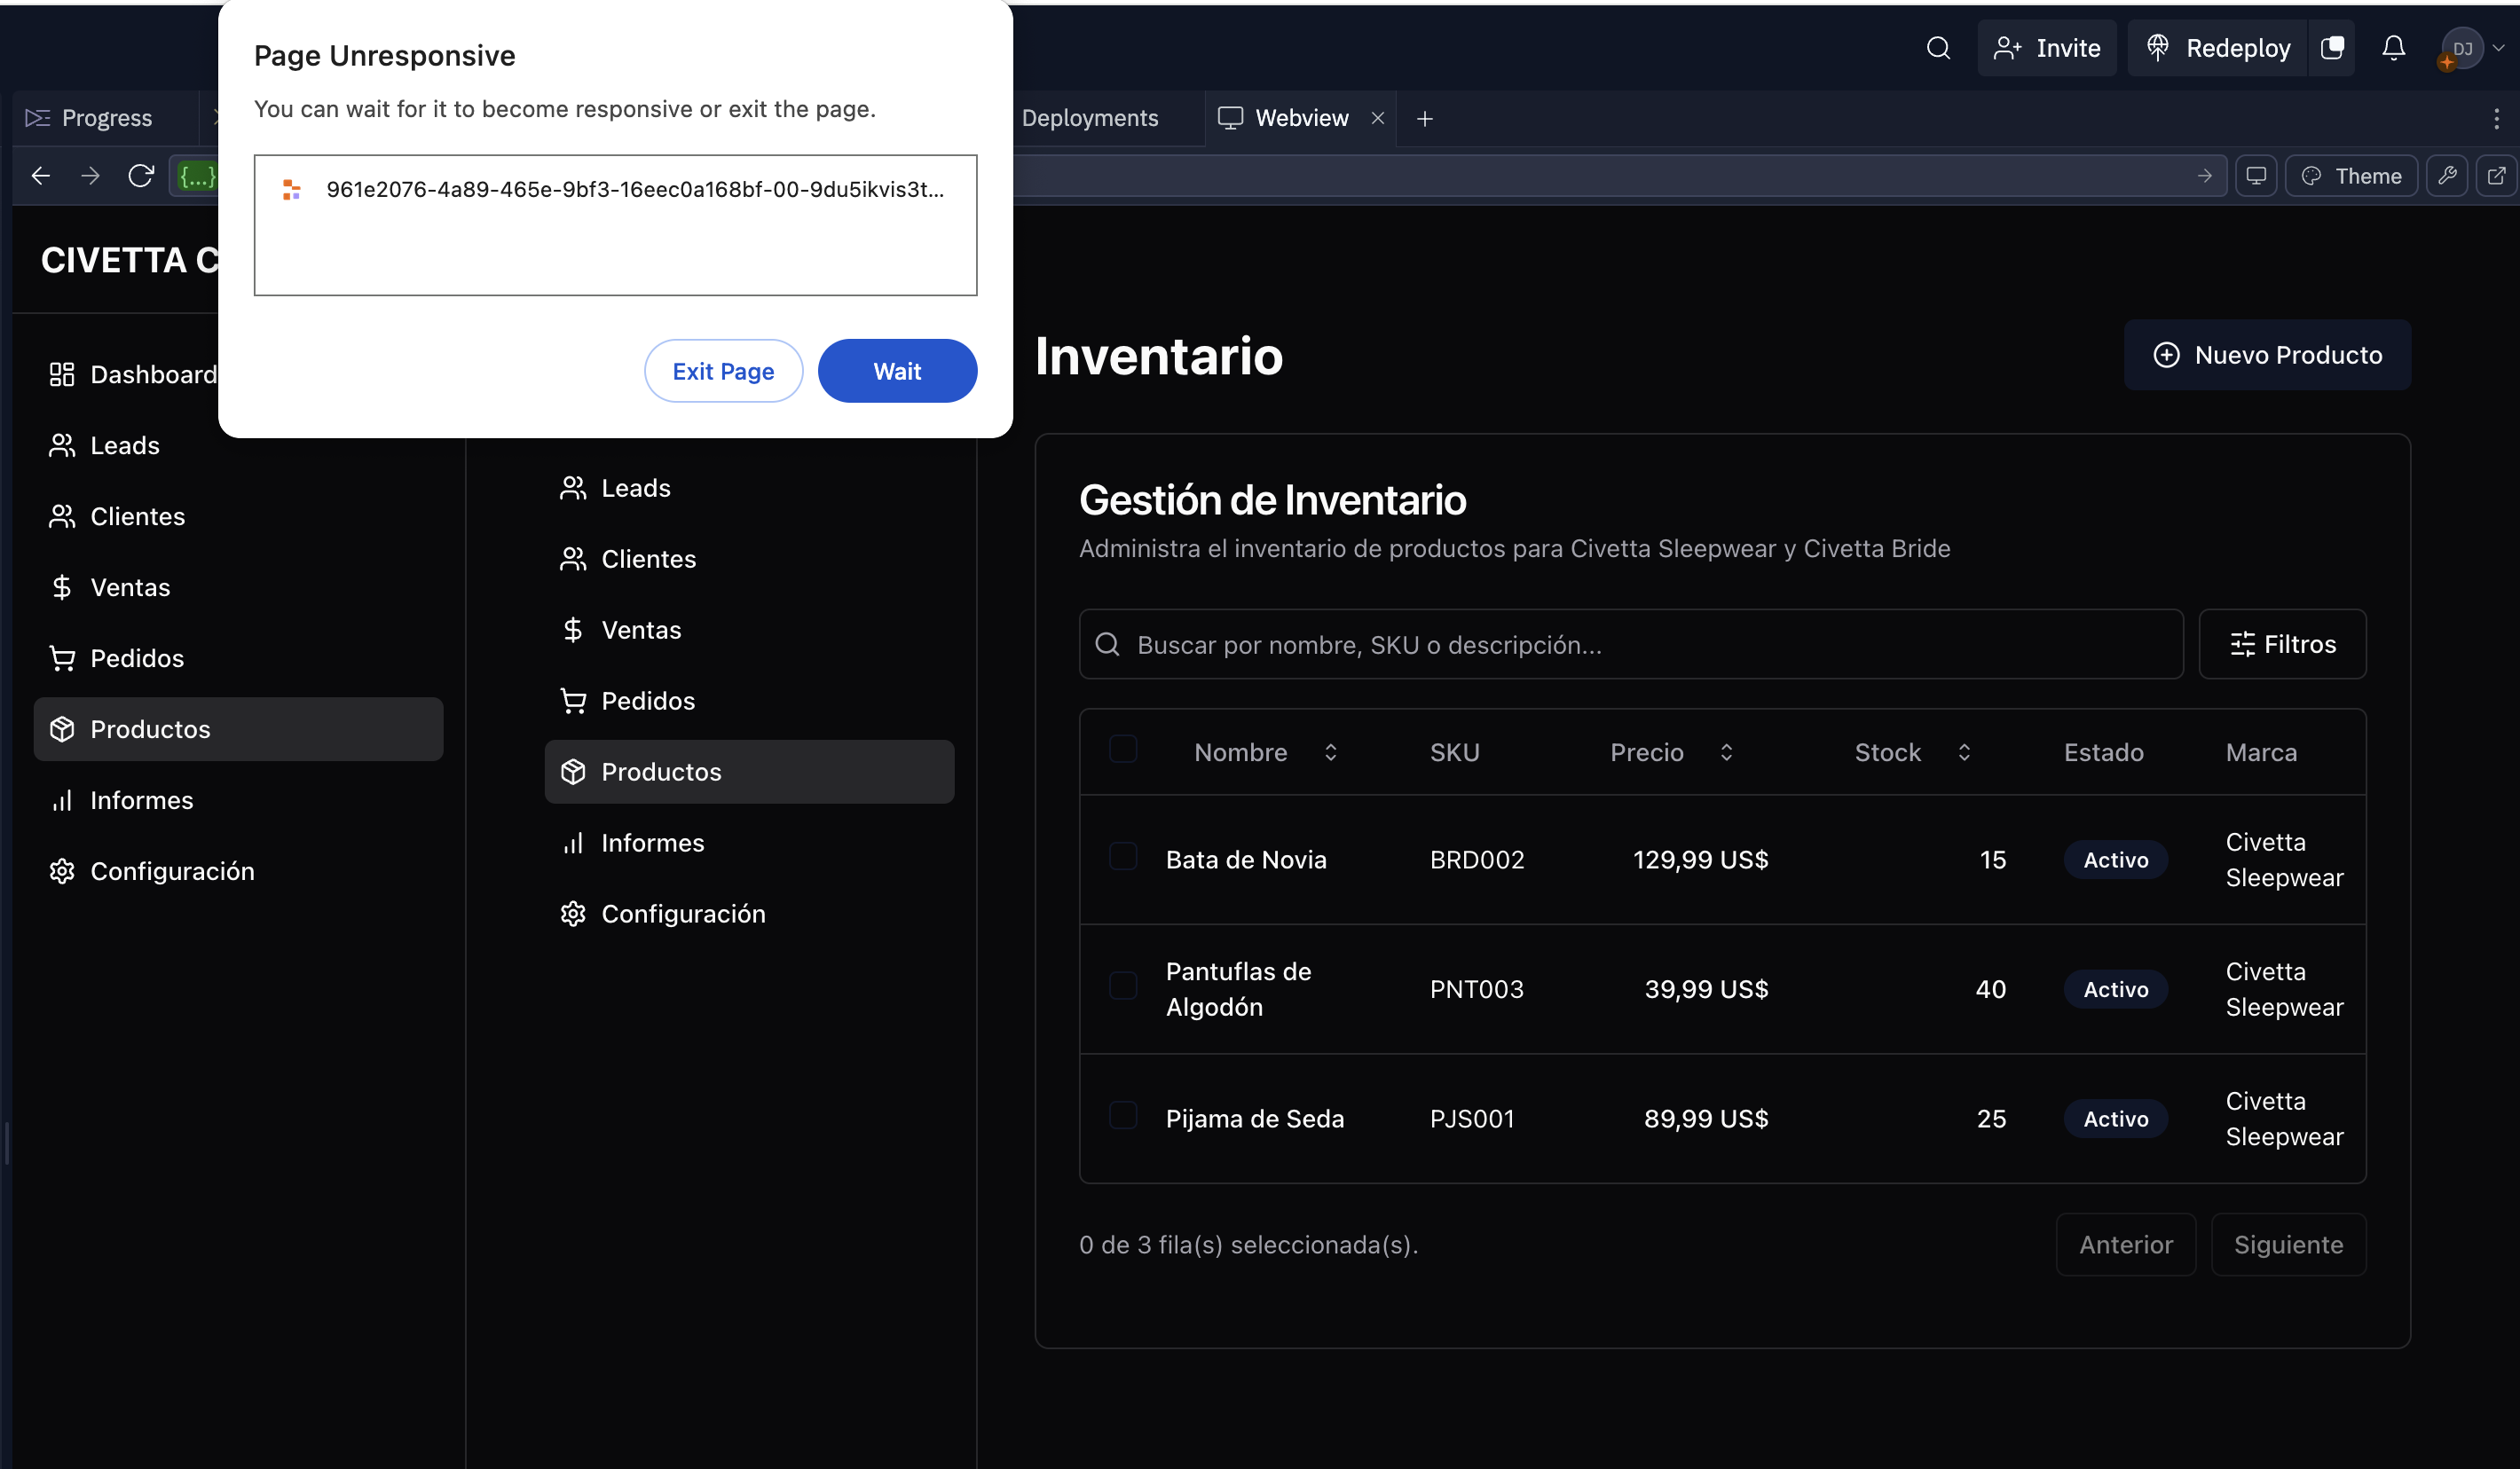 Page Unresponsive
You can wait for it to become responsive or exit the page.
961e2076-4a89-465e-9bf3-16eec0a168bf-00-9du5ikvis3t...
Exit Page
Wait
Invite
Redeploy
DJ
Progress
Deployments
Webview
{...}
Theme
CIVETTA C
Dashboard
Leads
Clientes
Ventas
Pedidos
Productos
Informes
Configuración
Leads
Clientes
Ventas
Pedidos
Productos
Informes
Configuración
Inventario
Nuevo Producto
Gestión de Inventario
Administra el inventario de productos para Civetta Sleepwear y Civetta Bride
Buscar por nombre, SKU o descripción...
Filtros
Nombre SKU Precio Stock Estado Marca
Bata de Novia BRD002 129,99 US$ 15 Activo Civetta
Sleepwear
Pantuflas de
Algodón PNT003 39,99 US$ 40 Activo Civetta
Sleepwear
Pijama de Seda PJS001 89,99 US$ 25 Activo Civetta
Sleepwear
0 de 3 fila(s) seleccionada(s).
Anterior
Siguiente